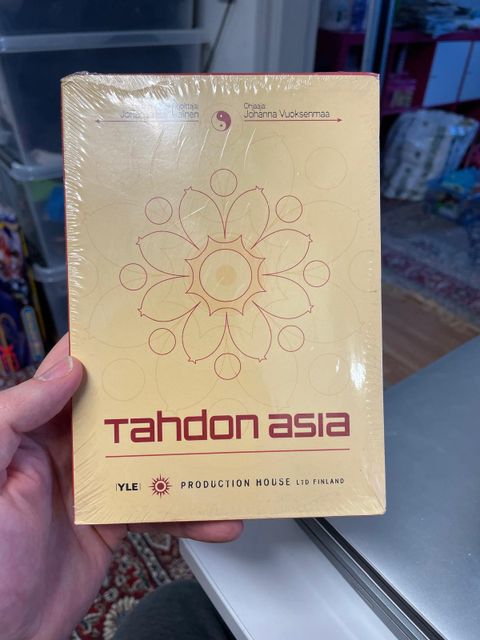 Ohjaaja:
Johanna Vuoksenmaa
Tahdon asia
YLE PRODUCTION HOUSE LTD FINLAND